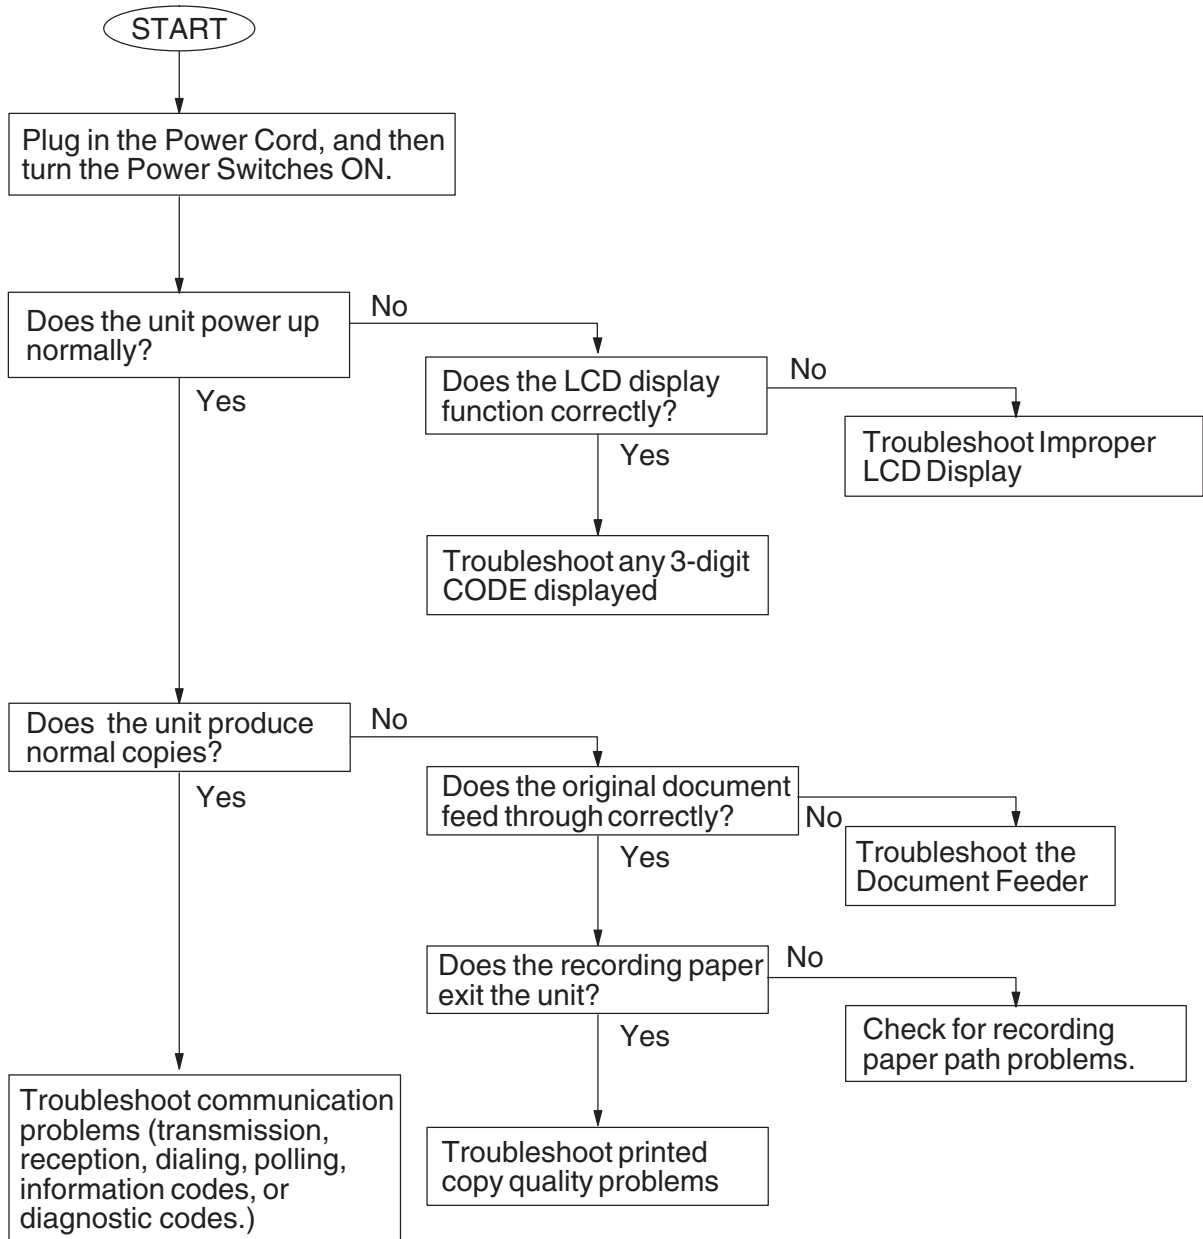 START
Plug in the Power Cord, and then
turn the Power Switches ON.
Does the unit power up
normally?
No
Yes
Does the LCD display
function correctly?
No
Yes
Troubleshoot Improper
LCD Display
Troubleshoot any 3-digit
CODE displayed
Does the unit produce
normal copies?
No
Yes
Does the original document
feed through correctly?
No
Yes
Troubleshoot the
Document Feeder
Does the recording paper
exit the unit?
No
Yes
Check for recording
paper path problems.
Troubleshoot communication
problems (transmission,
reception, dialing, polling,
information codes, or
diagnostic codes.)
Troubleshoot printed
copy quality problems